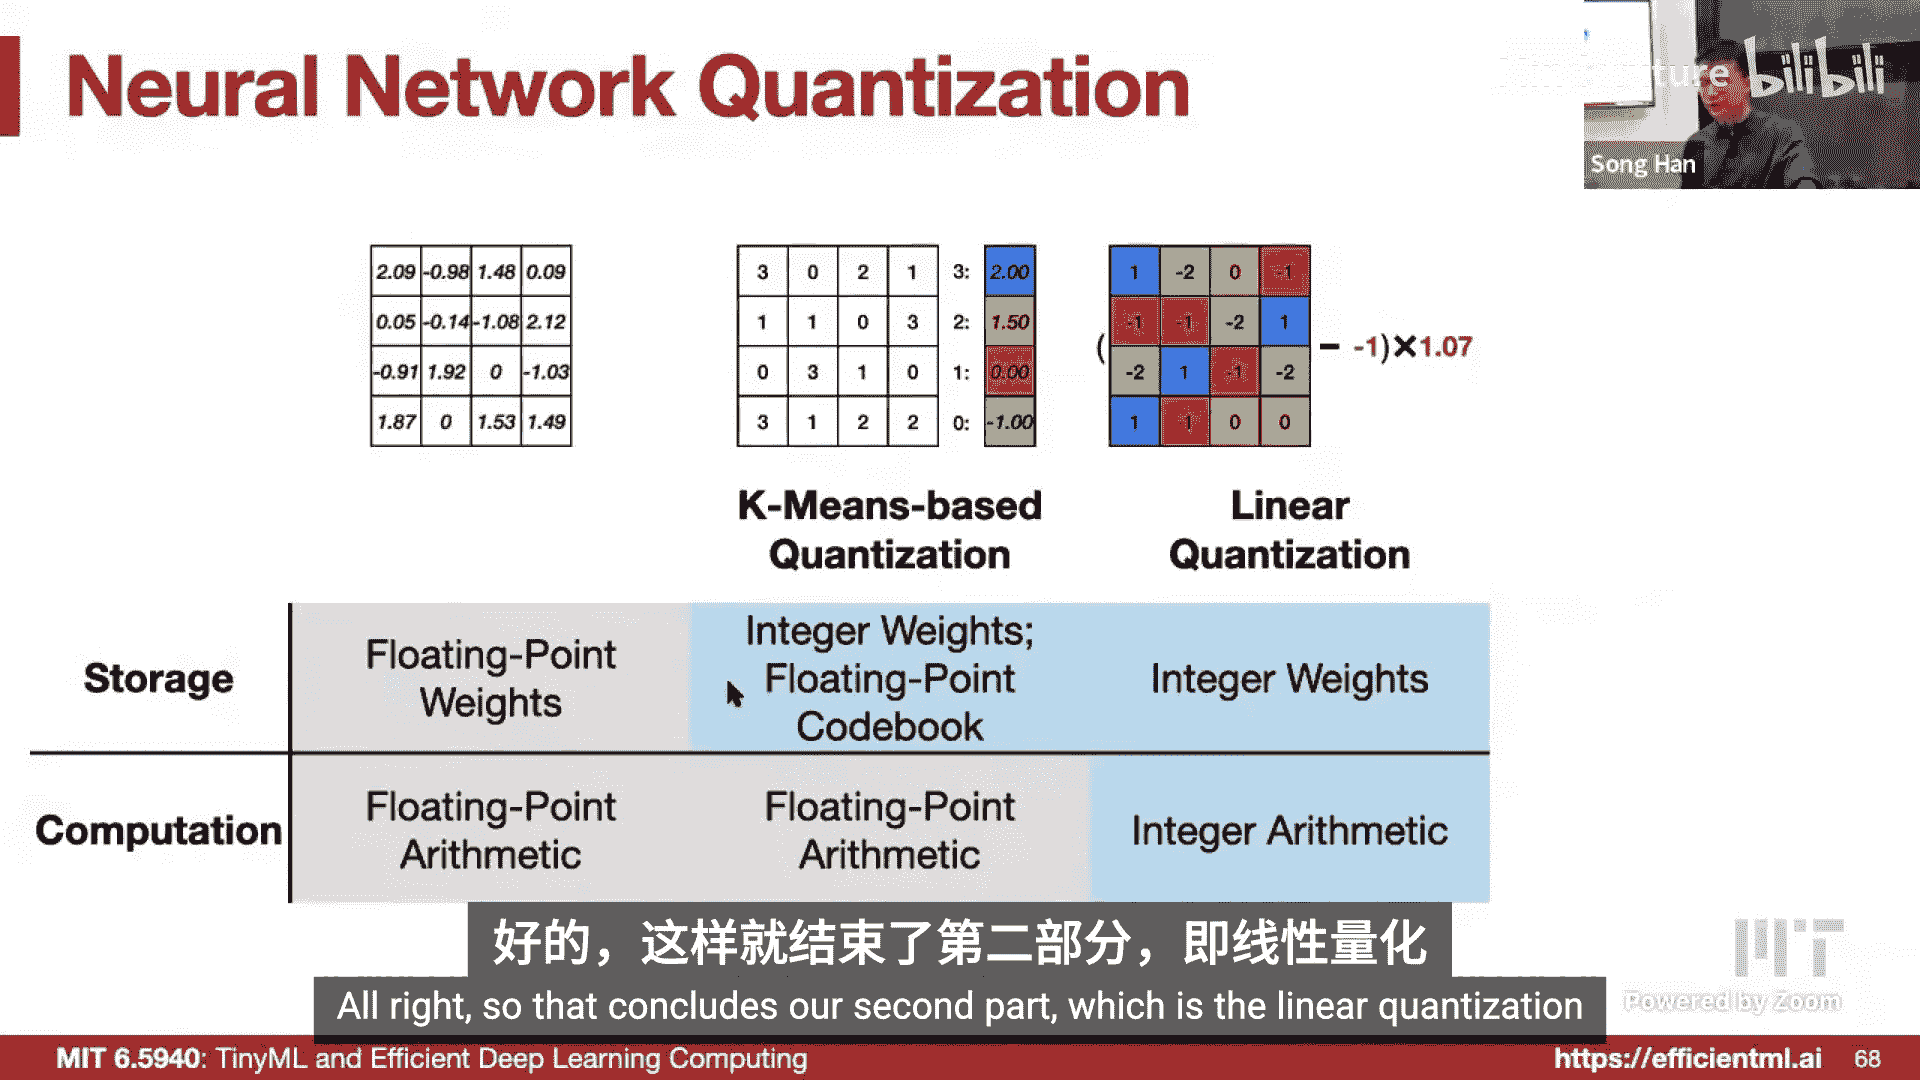 Neural Network Quantization
bilibili
Song Han
2.09 -0.98 1.48 0.09
0.05 -0.14 -1.08 2.12
-0.91 1.92 0 -1.03
1.87 0 1.53 1.49
3 0 2 1 3: 2.00
1 1 0 3 2: 1.50
0 3 1 0 1: 0.00
3 1 2 2 0: -1.00
1 -2 0 -1
-1 -1 -2 1
( -2 1 -1 -2
1 -1 0 0
− -1)×1.07
K-Means-based
Quantization
Linear
Quantization
Storage
Floating-Point
Weights
Integer Weights;
Floating-Point
Codebook
Integer Weights
Computation
Floating-Point
Arithmetic
Floating-Point
Arithmetic
Integer Arithmetic
好的，这样就结束了第二部分，即线性量化
All right, so that concludes our second part, which is the linear quantization
MIT
Powered by Zoom
MIT 6.5940: TinyML and Efficient Deep Learning Computing
https://efficientml.ai 68